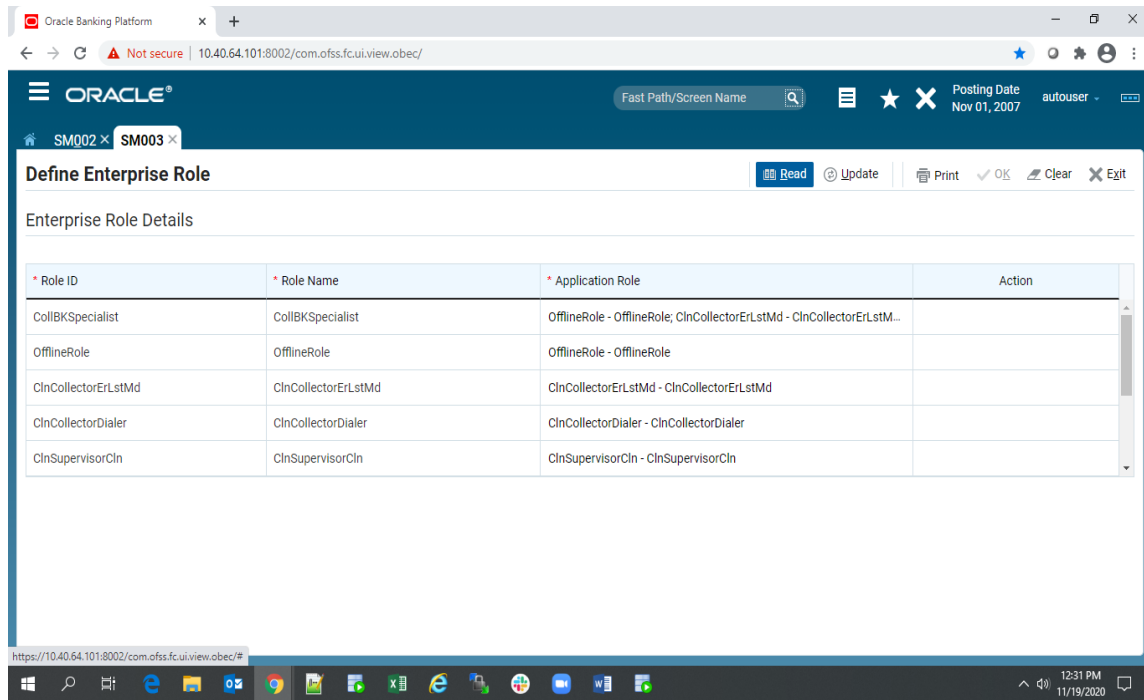 Oracle Banking Platform
Not secure | 10.40.64.101:8002/com.ofss.fc.ui.view.obec/
ORACLE®
Fast Path/Screen Name
Posting Date
Nov 01, 2007
autouser
SM002 SM003
Define Enterprise Role
Read Update Print OK Clear Exit
Enterprise Role Details
* Role ID * Role Name * Application Role Action
CollBKSpecialist CollBKSpecialist OfflineRole - OfflineRole; ClnCollectorErLstMd - ClnCollectorErLstM...
OfflineRole OfflineRole OfflineRole - OfflineRole
ClnCollectorErLstMd ClnCollectorErLstMd ClnCollectorErLstMd - ClnCollectorErLstMd
ClnCollectorDialer ClnCollectorDialer ClnCollectorDialer - ClnCollectorDialer
ClnSupervisorCln ClnSupervisorCln ClnSupervisorCln - ClnSupervisorCln
https://10.40.64.101:8002/com.ofss.fc.ui.view.obec/#
12:31 PM
11/19/2020